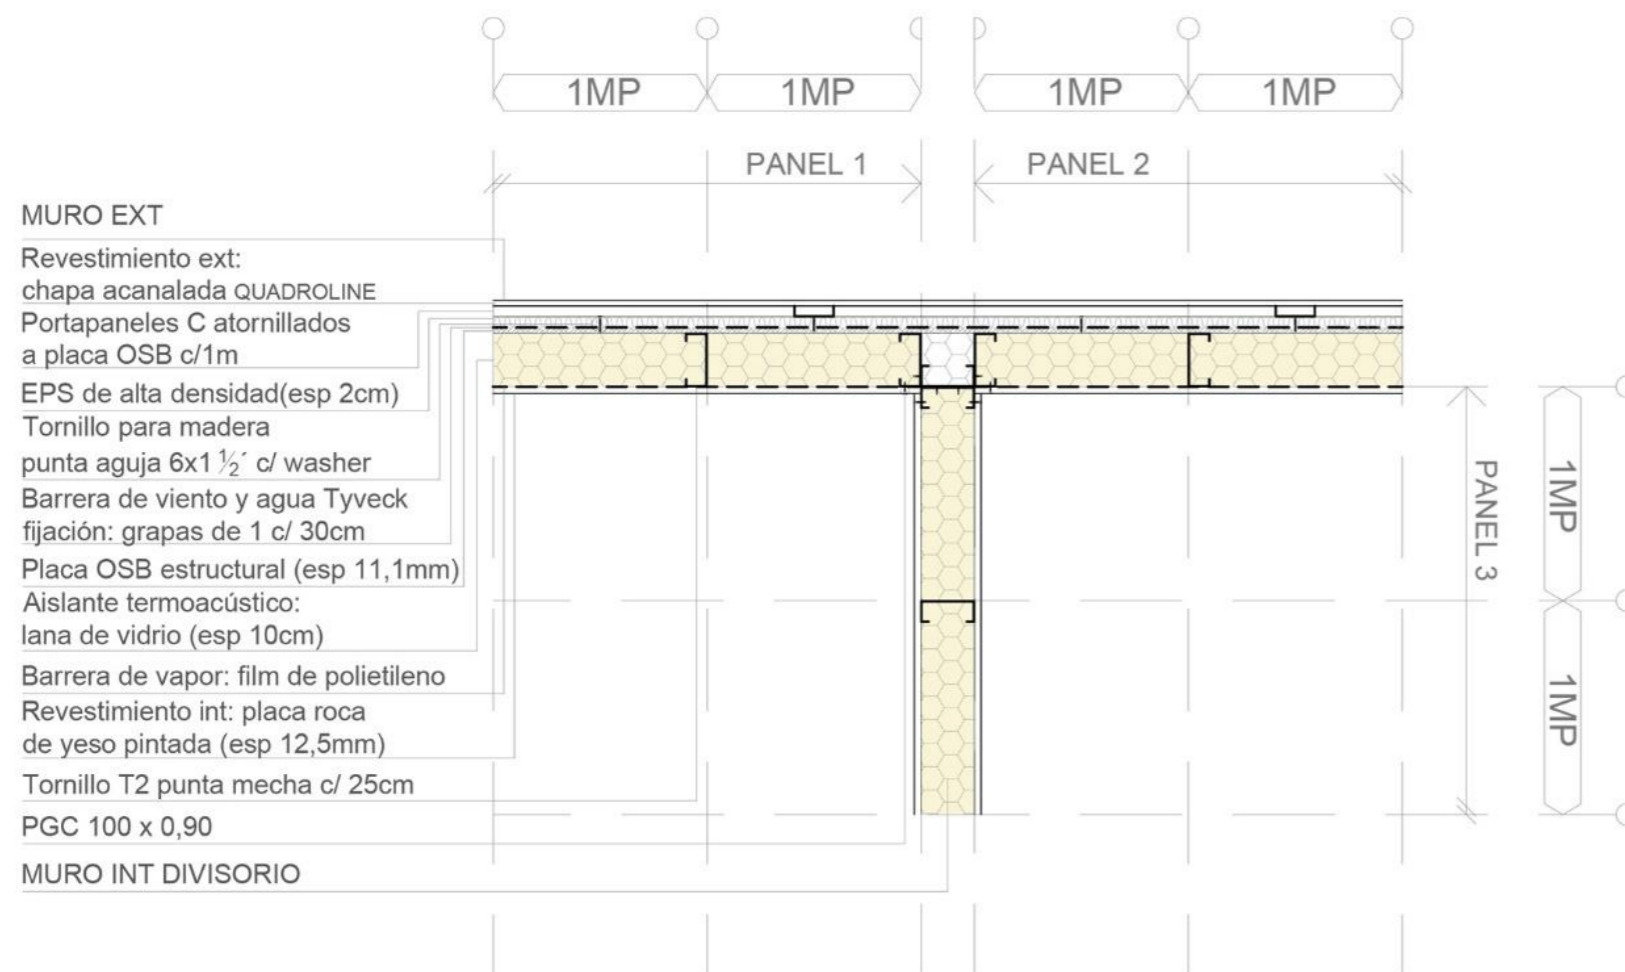 1MP 1MP 1MP 1MP
PANEL 1 PANEL 2
MURO EXT
Revestimiento ext:
chapa acanalada QUADROLINE
Portapaneles C atornillados
a placa OSB c/1m
EPS de alta densidad(esp 2cm)
Tornillo para madera
punta aguja 6x1 ½´ c/ washer
Barrera de viento y agua Tyveck
fijación: grapas de 1 c/ 30cm
Placa OSB estructural (esp 11,1mm)
Aislante termoacústico:
lana de vidrio (esp 10cm)
Barrera de vapor: film de polietileno
Revestimiento int: placa roca
de yeso pintada (esp 12,5mm)
Tornillo T2 punta mecha c/ 25cm
PGC 100 x 0,90
MURO INT DIVISORIO
PANEL 3
1MP
1MP